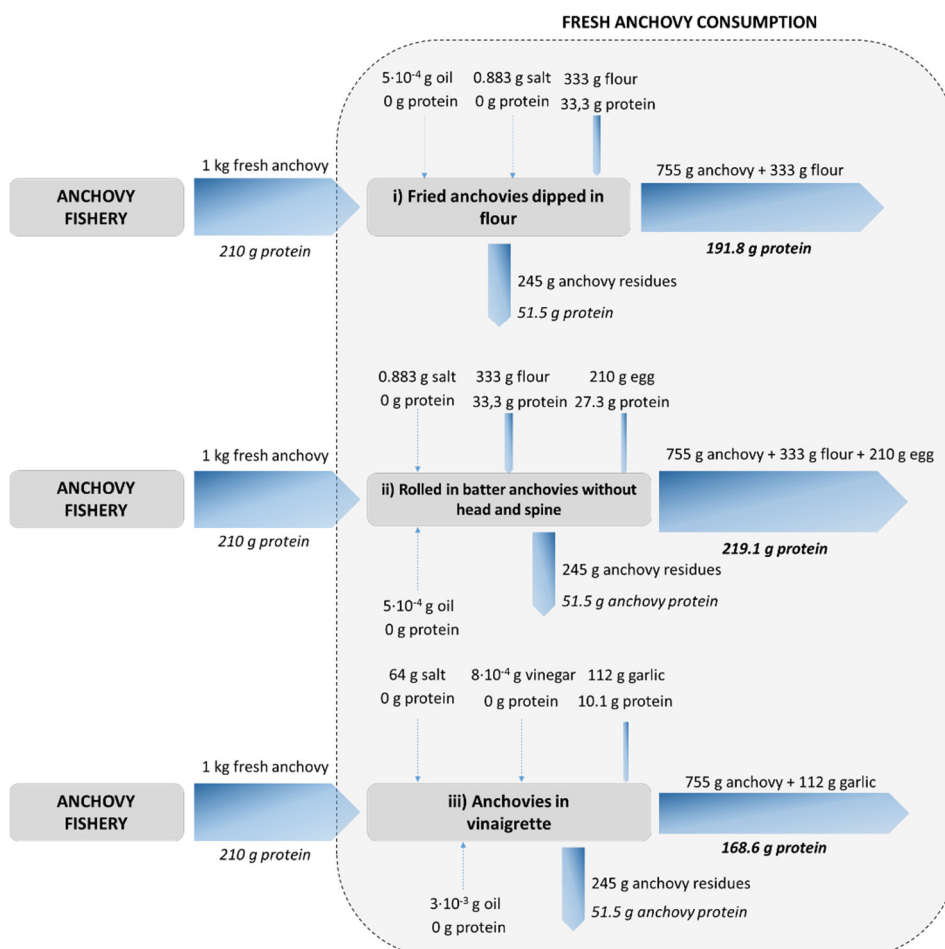 FRESH ANCHOVY CONSUMPTION
5·10⁻⁴ g oil
0 g protein
0.883 g salt
0 g protein
333 g flour
33,3 g protein
1 kg fresh anchovy
ANCHOVY
FISHERY
210 g protein
i) Fried anchovies dipped in
flour
755 g anchovy + 333 g flour
191.8 g protein
245 g anchovy residues
51.5 g protein
0.883 g salt
0 g protein
333 g flour
33,3 g protein
210 g egg
27.3 g protein
1 kg fresh anchovy
ANCHOVY
FISHERY
210 g protein
ii) Rolled in batter anchovies without
head and spine
755 g anchovy + 333 g flour + 210 g egg
219.1 g protein
245 g anchovy residues
51.5 g anchovy protein
5·10⁻⁴ g oil
0 g protein
64 g salt
0 g protein
8·10⁻⁴ g vinegar
0 g protein
112 g garlic
10.1 g protein
1 kg fresh anchovy
ANCHOVY
FISHERY
210 g protein
iii) Anchovies in
vinaigrette
755 g anchovy + 112 g garlic
168.6 g protein
245 g anchovy residues
51.5 g anchovy protein
3·10⁻³ g oil
0 g protein